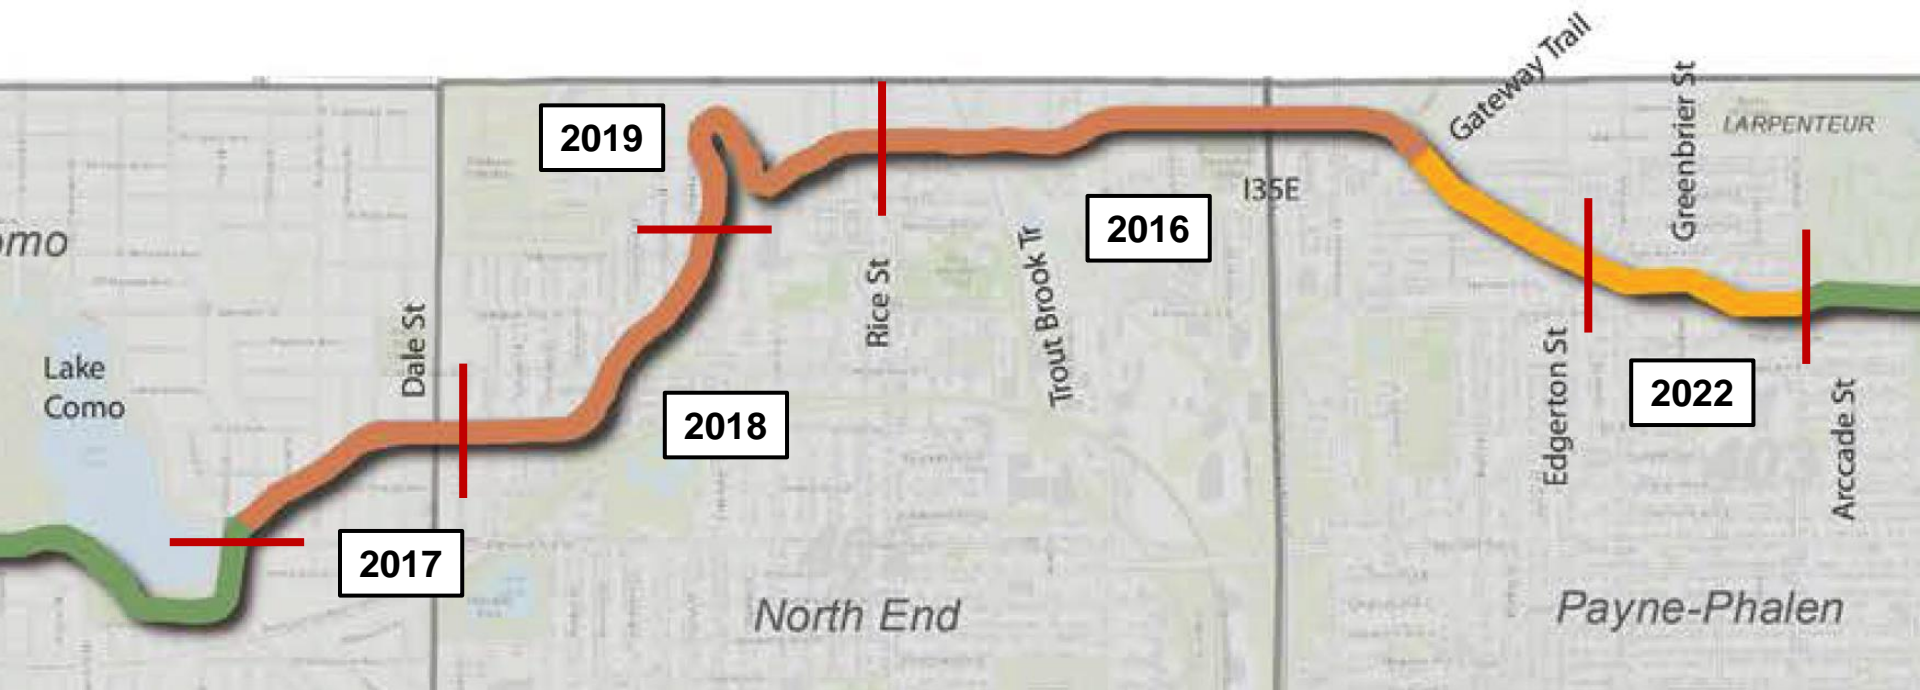 Gateway Trail
Greenbrier St
LARPENTEUR
2019
I35E
2016
omo
Rice St
Trout Brook Tr
Dale St
Lake
Como
Edgerton St
2022
Arccade St
2018
2017
North End
Payne-Phalen